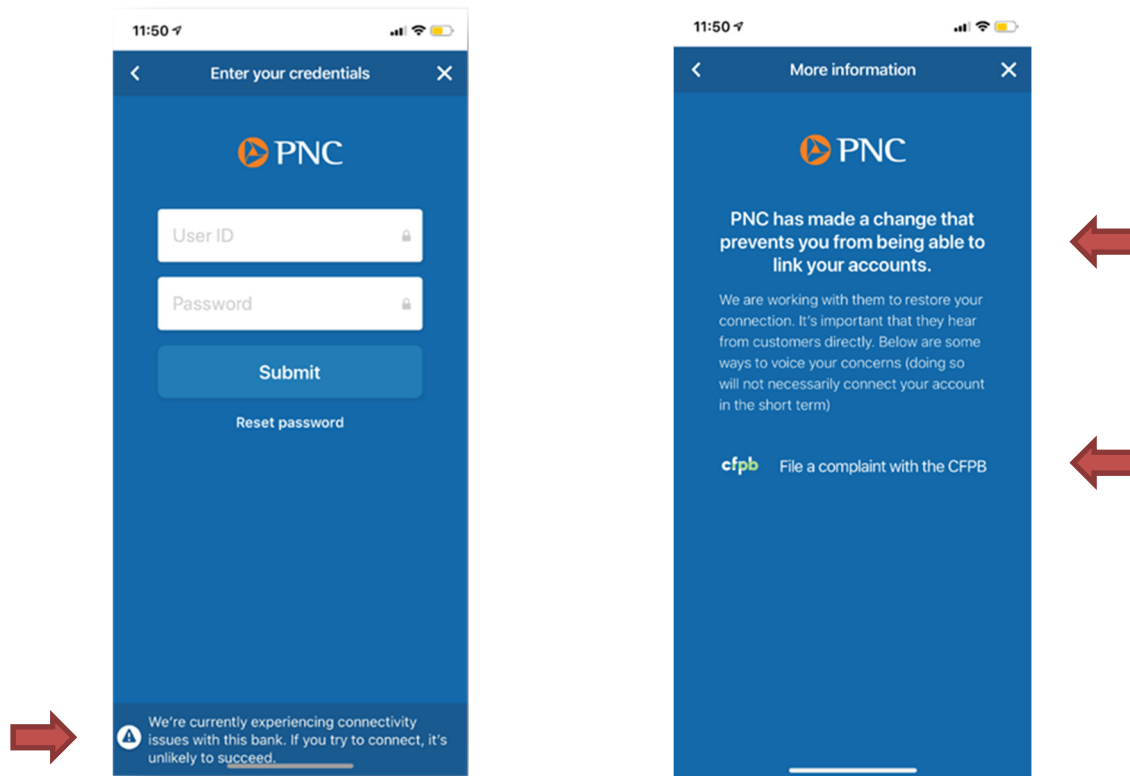 11:50
Enter your credentials
PNC
User ID
Password
Submit
Reset password
We're currently experiencing connectivity
issues with this bank. If you try to connect, it's
unlikely to succeed.
11:50
More information
PNC
PNC has made a change that
prevents you from being able to
link your accounts.
We are working with them to restore your
connection. It's important that they hear
from customers directly. Below are some
ways to voice your concerns (doing so
will not necessarily connect your account
in the short term)
cfpb File a complaint with the CFPB